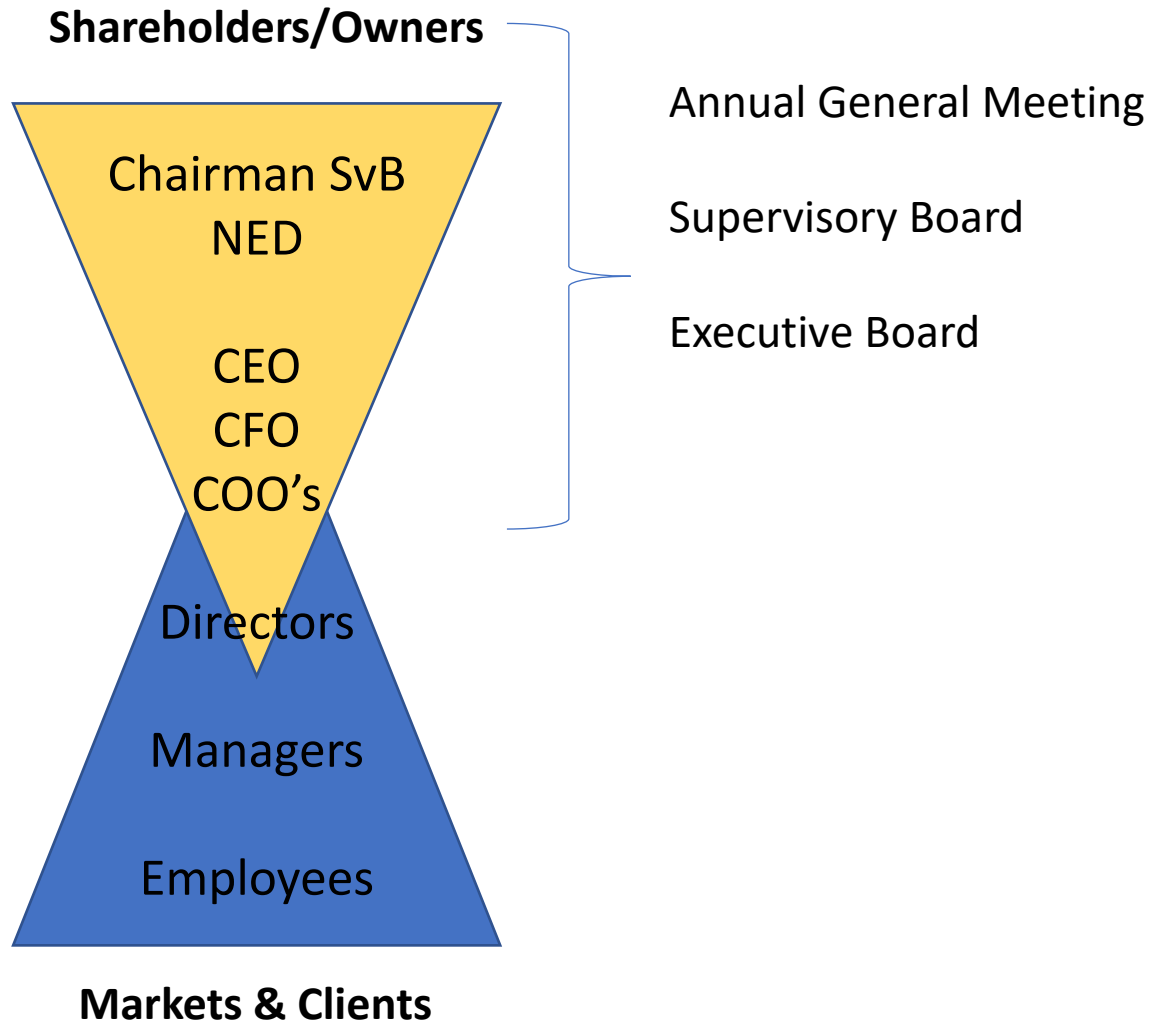 Shareholders/Owners
Chairman SvB
NED
CEO
CFO
COO’s
Directors
Managers
Employees
Markets & Clients
Annual General Meeting
Supervisory Board
Executive Board